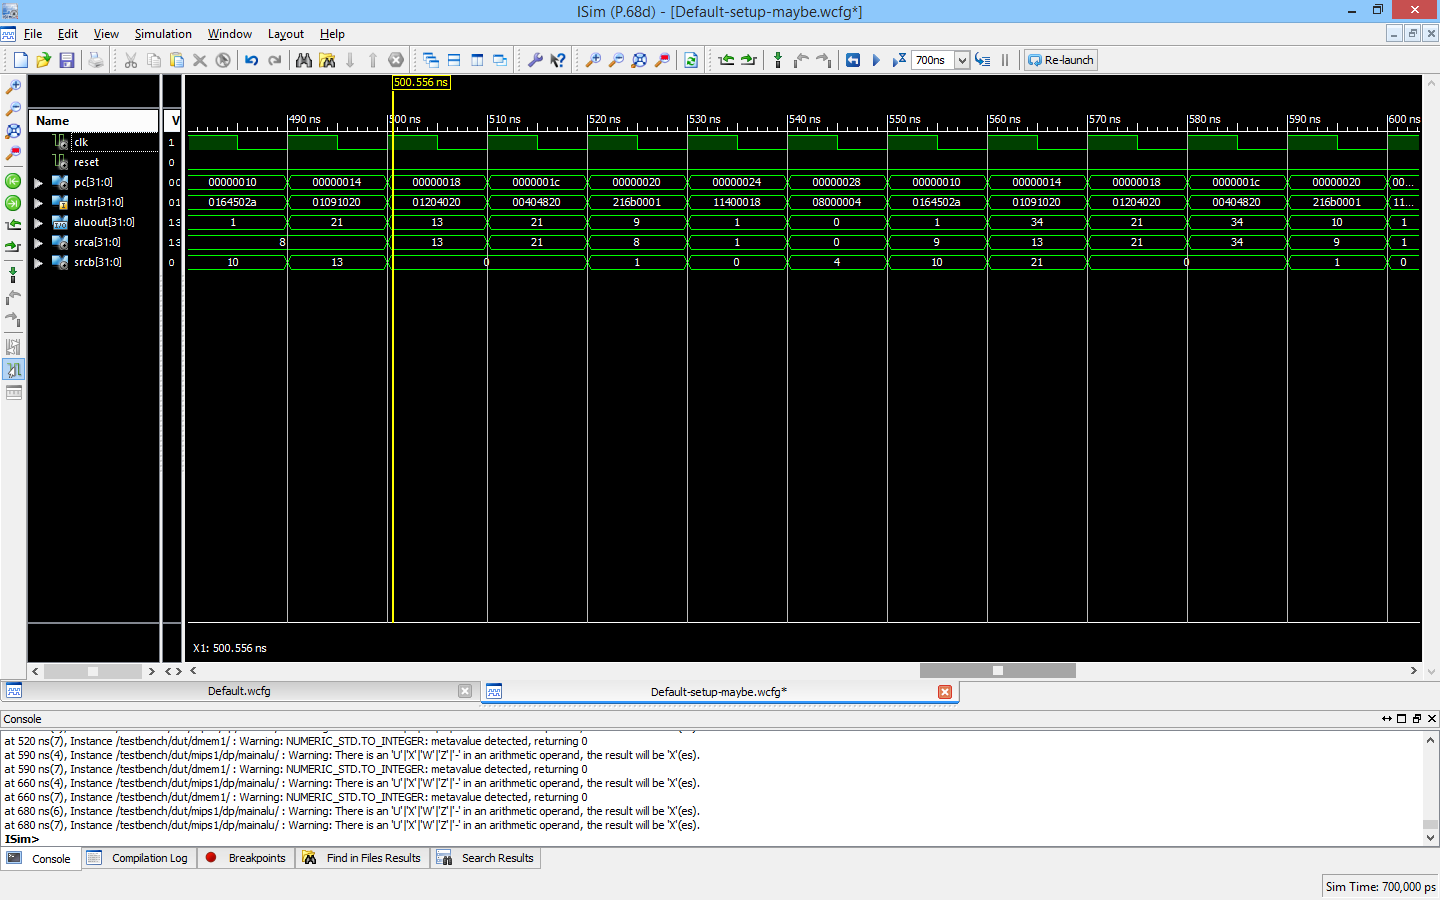 ISim (P.68d) - [Default-setup-maybe.wcfg*]
File Edit View Simulation Window Layout Help
700ns Re-launch
500.556 ns
Name V
490 ns 500 ns 510 ns 520 ns 530 ns 540 ns 550 ns 560 ns 570 ns 580 ns 590 ns 600 ns
clk 1
reset 0
pc[31:0] 00 00000010 00000014 00000018 0000001c 00000020 00000024 00000028 00000010 00000014 00000018 0000001c 00000020 00...
instr[31:0] 01 0164502a 01091020 01204020 00404820 216b0001 11400018 08000004 0164502a 01091020 01204020 00404820 216b0001 11...
aluout[31:0] 13 1 21 13 21 9 1 0 1 34 21 34 10 1
srca[31:0] 13 8 13 21 8 1 0 9 13 21 34 9 1
srcb[31:0] 0 10 13 0 1 0 4 10 21 0 1 0
X1: 500.556 ns
Default.wcfg Default-setup-maybe.wcfg*
Console
at 520 ns(7), Instance /testbench/dut/dmem1/ : Warning: NUMERIC_STD.TO_INTEGER: metavalue detected, returning 0
at 590 ns(4), Instance /testbench/dut/mips1/dp/mainalu/ : Warning: There is an 'U'|'X'|'W'|'Z'|'-' in an arithmetic operand, the result will be 'X'(es).
at 590 ns(7), Instance /testbench/dut/dmem1/ : Warning: NUMERIC_STD.TO_INTEGER: metavalue detected, returning 0
at 660 ns(4), Instance /testbench/dut/mips1/dp/mainalu/ : Warning: There is an 'U'|'X'|'W'|'Z'|'-' in an arithmetic operand, the result will be 'X'(es).
at 660 ns(7), Instance /testbench/dut/dmem1/ : Warning: NUMERIC_STD.TO_INTEGER: metavalue detected, returning 0
at 680 ns(6), Instance /testbench/dut/mips1/dp/mainalu/ : Warning: There is an 'U'|'X'|'W'|'Z'|'-' in an arithmetic operand, the result will be 'X'(es).
at 680 ns(7), Instance /testbench/dut/mips1/dp/mainalu/ : Warning: There is an 'U'|'X'|'W'|'Z'|'-' in an arithmetic operand, the result will be 'X'(es).
ISim>
Console Compilation Log Breakpoints Find in Files Results Search Results
Sim Time: 700,000 ps